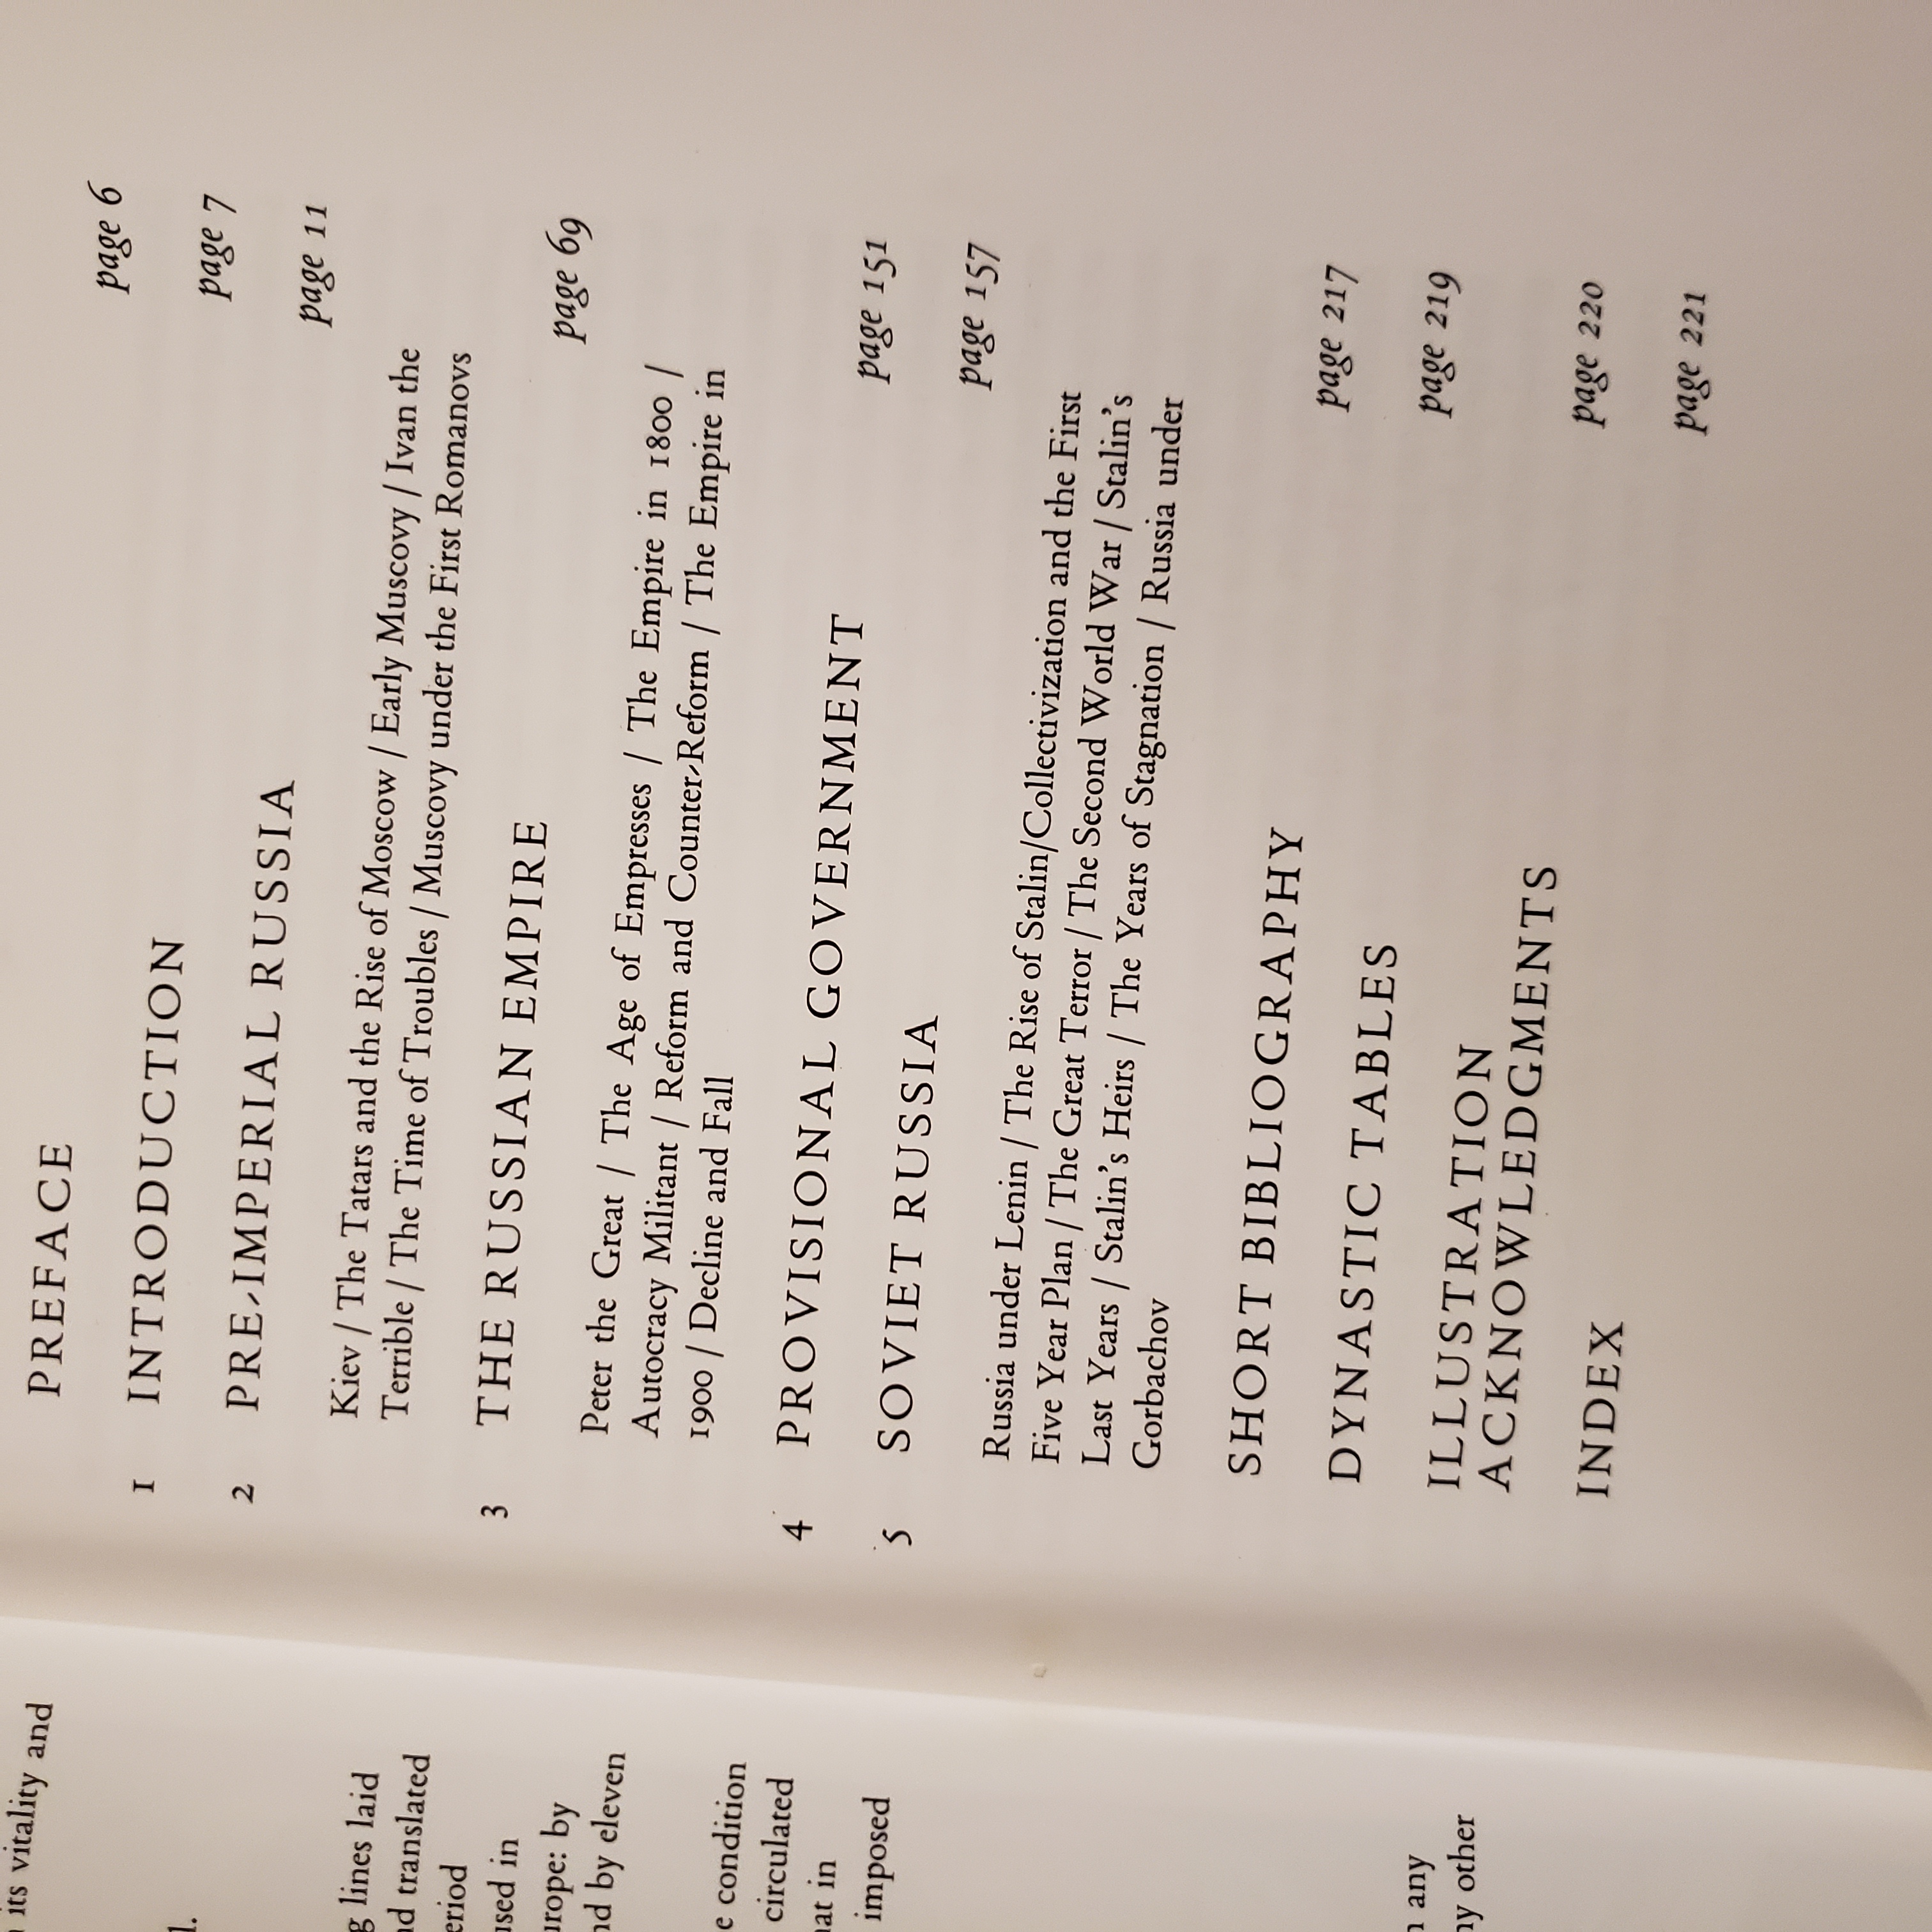 its vitality and
l.
g lines laid
nd translated
eriod
used in
urope: by
nd by eleven
e condition
circulated
at in
imposed
n any
ny other
PREFACE page 6
1 INTRODUCTION page 7
2 PRE-IMPERIAL RUSSIA page 11
Kiev / The Tatars and the Rise of Moscow / Early Muscovy / Ivan the
Terrible / The Time of Troubles / Muscovy under the First Romanovs
3 THE RUSSIAN EMPIRE page 69
Peter the Great / The Age of Empresses / The Empire in 1800 /
Autocracy Militant / Reform and Counter-Reform / The Empire in
1900 / Decline and Fall
4 PROVISIONAL GOVERNMENT page 151
5 SOVIET RUSSIA page 157
Russia under Lenin / The Rise of Stalin/Collectivization and the First
Five Year Plan / The Great Terror / The Second World War / Stalin's
Last Years / Stalin's Heirs / The Years of Stagnation / Russia under
Gorbachov
SHORT BIBLIOGRAPHY page 217
DYNASTIC TABLES page 219
ILLUSTRATION
ACKNOWLEDGMENTS page 220
INDEX page 221